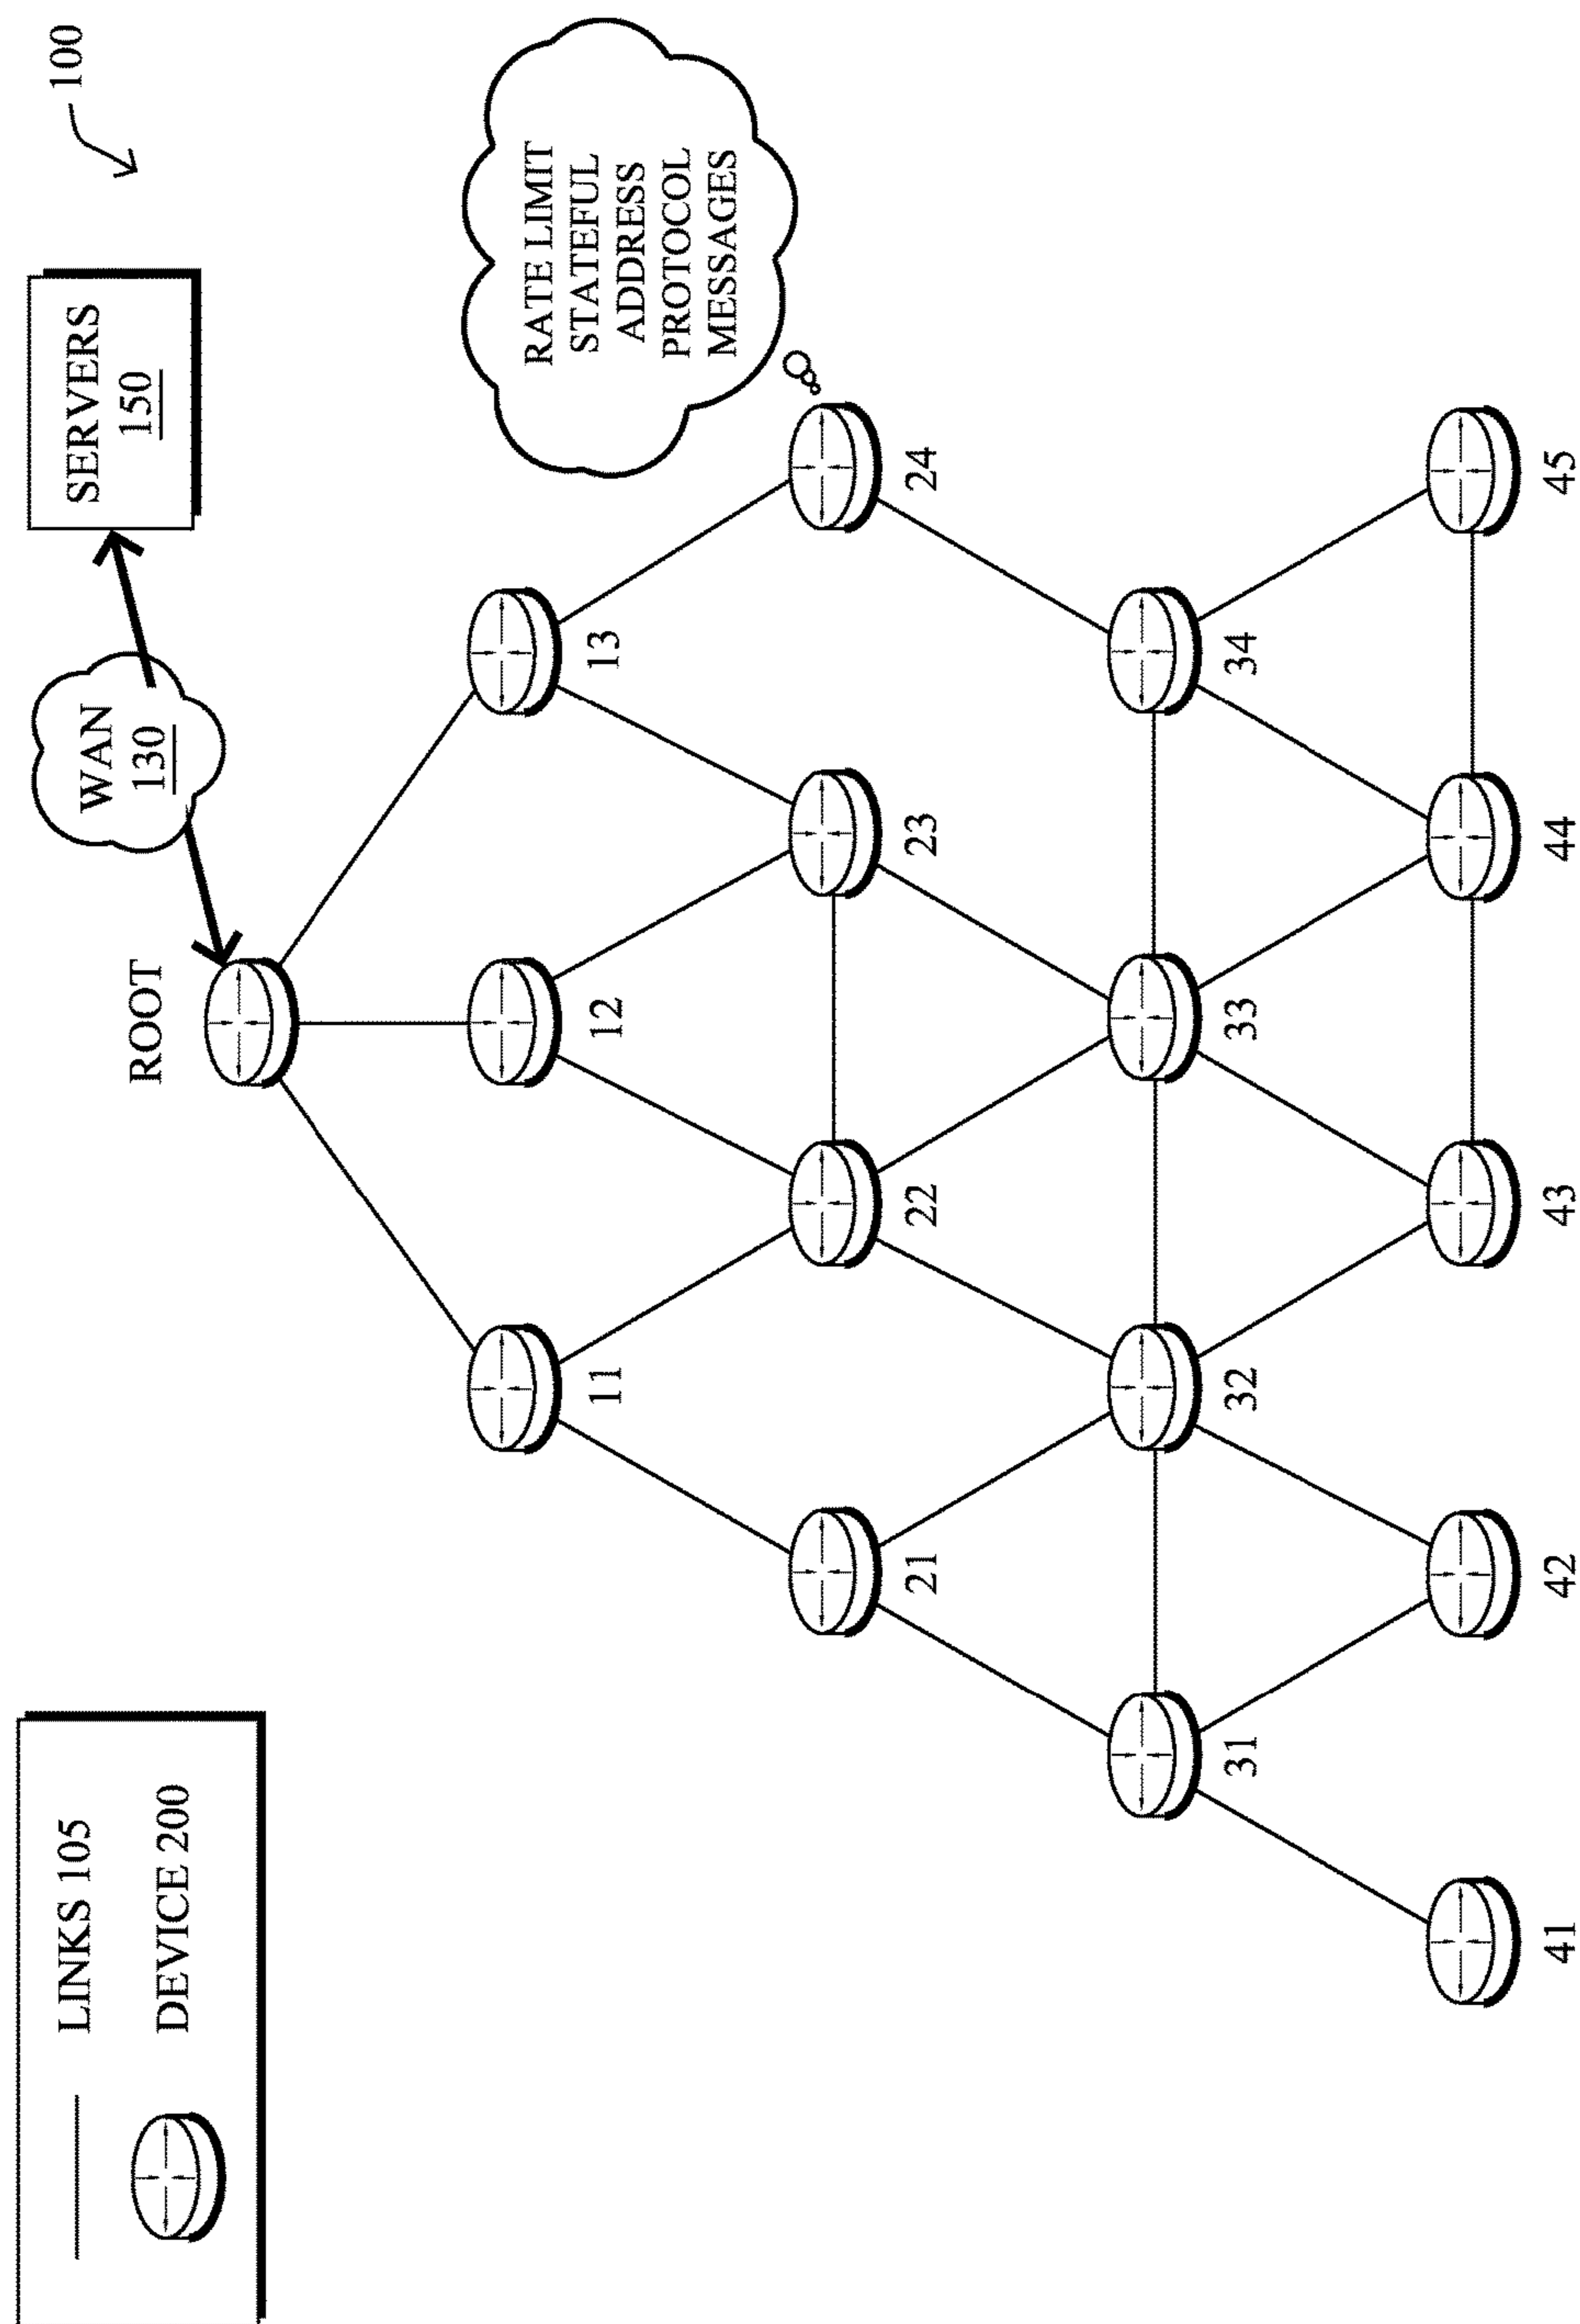 LINKS 105
DEVICE 200
100
SERVERS
150
WAN
130
ROOT
RATE LIMIT
STATEFUL
ADDRESS
PROTOCOL
MESSAGES
11
12
13
21
22
23
24
31
32
33
34
41
42
43
44
45